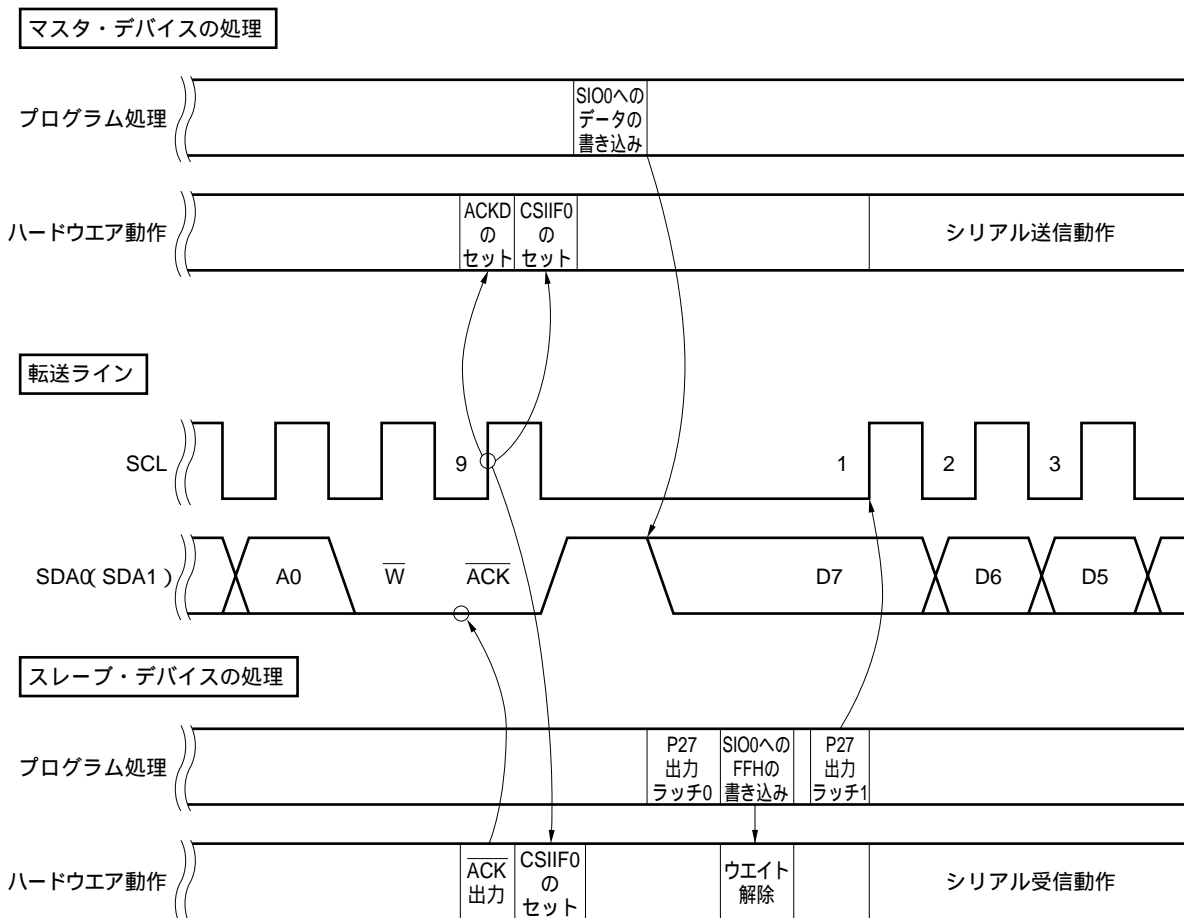 マスタ・デバイスの処理
プログラム処理
SIO0への
データの
書き込み
ハードウエア動作
ACKD
の
セット
CSIIF0
の
セット
シリアル送信動作
転送ライン
SCL
9
1
2
3
SDA0(SDA1)
A0
W
ACK
D7
D6
D5
スレーブ・デバイスの処理
プログラム処理
P27
出力
ラッチ0
SIO0への
FFHの
書き込み
P27
出力
ラッチ1
ハードウエア動作
ACK
出力
CSIIF0
の
セット
ウエイト
解除
シリアル受信動作